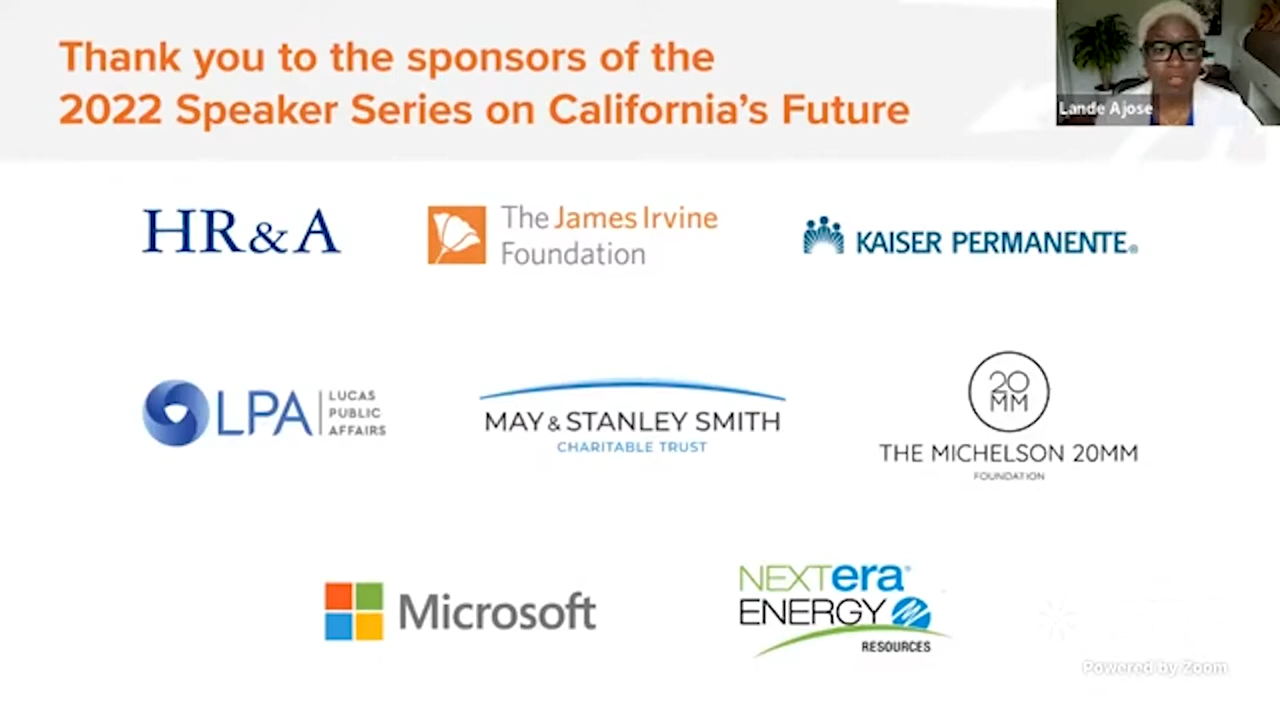 Thank you to the sponsors of the
2022 Speaker Series on California's Future
Lande Ajose
HR&A
The James Irvine
Foundation
KAISER PERMANENTE®
LPA
LUCAS
PUBLIC
AFFAIRS
MAY & STANLEY SMITH
CHARITABLE TRUST
20
MM
THE MICHELSON 20MM
FOUNDATION
Microsoft
NEXTera®
ENERGY
RESOURCES
Powered by Zoom